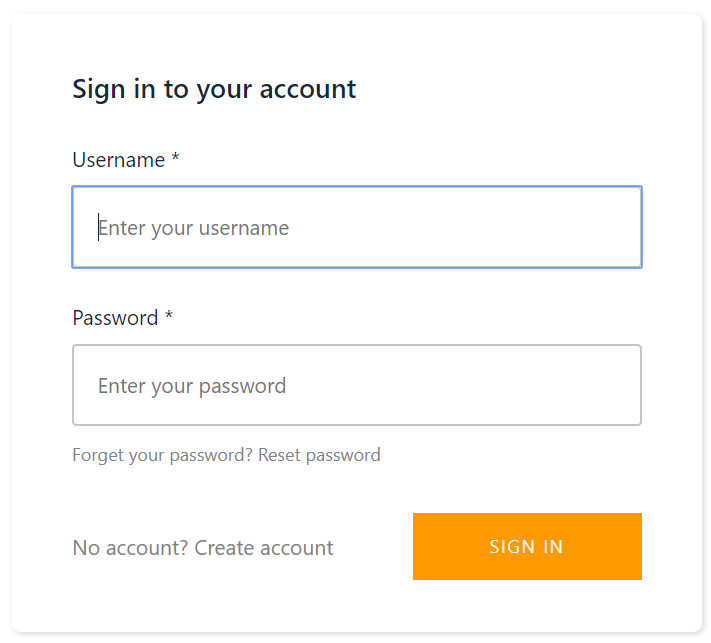 Sign in to your account
Username *
Enter your username
Password *
Enter your password
Forget your password? Reset password
No account? Create account
SIGN IN